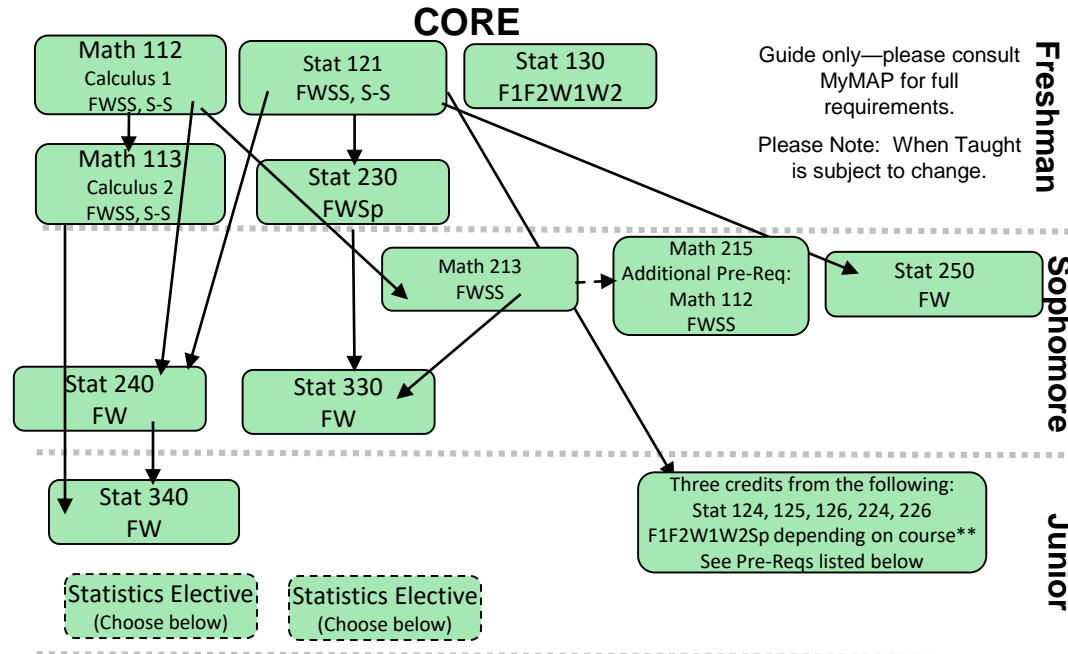 CORE
Math 112
Calculus 1
FWSS, S-S
Stat 121
FWSS, S-S
Stat 130
F1F2W1W2
Guide only—please consult
MyMAP for full
requirements.
Please Note: When Taught
is subject to change.
Freshman
Math 113
Calculus 2
FWSS, S-S
Stat 230
FWSp
Math 213
FWSS
Math 215
Additional Pre-Req:
Math 112
FWSS
Stat 250
FW
Sophomore
Stat 240
FW
Stat 330
FW
Stat 340
FW
Three credits from the following:
Stat 124, 125, 126, 224, 226
F1F2W1W2Sp depending on course**
See Pre-Reqs listed below
Junior
Statistics Elective
(Choose below)
Statistics Elective
(Choose below)